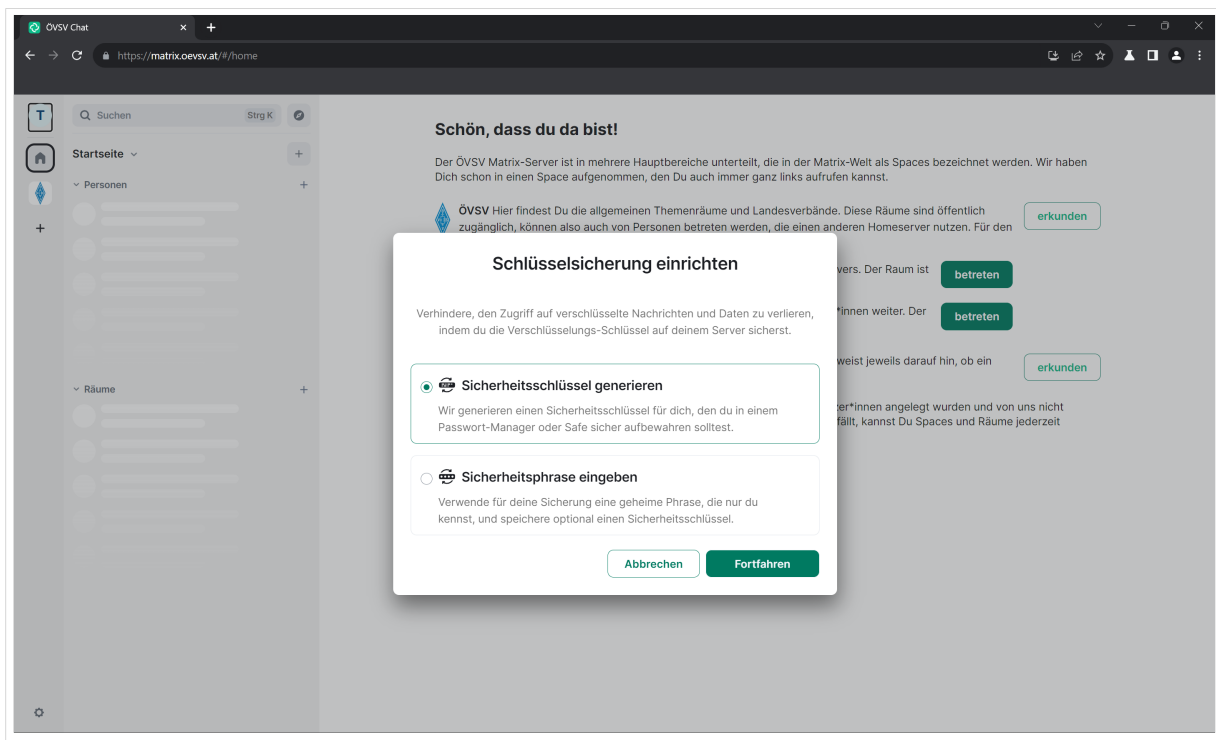 ÖVSV Chat
https://matrix.oevsv.at/#/home
T
Suchen
Strg K
Startseite
Personen
Räume
Schön, dass du da bist!
Der ÖVSV Matrix-Server ist in mehrere Hauptbereiche unterteilt, die in der Matrix-Welt als Spaces bezeichnet werden. Wir haben
Dich schon in einen Space aufgenommen, den Du auch immer ganz links aufrufen kannst.
ÖVSV Hier findest Du die allgemeinen Themenräume und Landesverbände. Diese Räume sind öffentlich
zugänglich, können also auch von Personen betreten werden, die einen anderen Homeserver nutzen. Für den
erkunden
vers. Der Raum ist
betreten
*innen weiter. Der
betreten
weist jeweils darauf hin, ob ein
erkunden
er*innen angelegt wurden und von uns nicht
fällt, kannst Du Spaces und Räume jederzeit
Schlüsselsicherung einrichten
Verhindere, den Zugriff auf verschlüsselte Nachrichten und Daten zu verlieren,
indem du die Verschlüsselungs-Schlüssel auf deinem Server sicherst.
Sicherheitsschlüssel generieren
Wir generieren einen Sicherheitsschlüssel für dich, den du in einem
Passwort-Manager oder Safe sicher aufbewahren solltest.
Sicherheitsphrase eingeben
Verwende für deine Sicherung eine geheime Phrase, die nur du
kennst, und speichere optional einen Sicherheitsschlüssel.
Abbrechen
Fortfahren